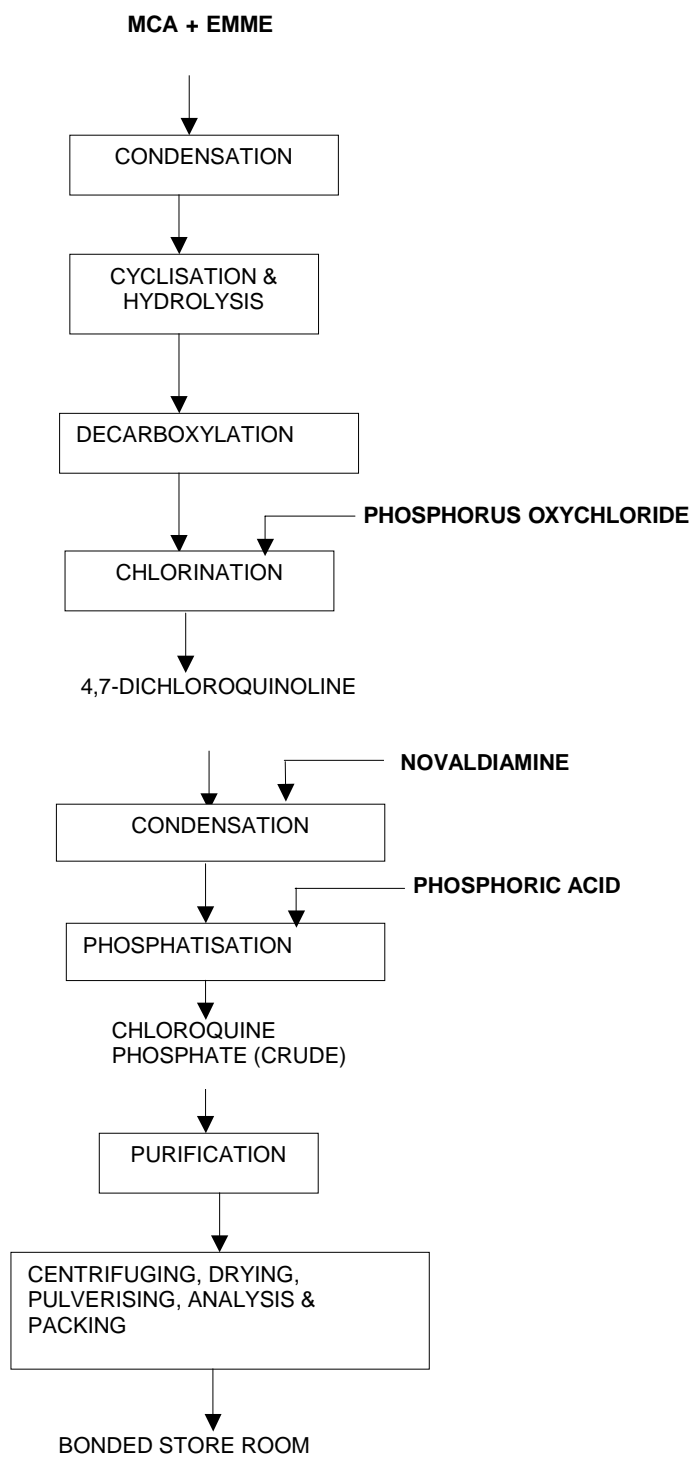 MCA + EMME
CONDENSATION
CYCLISATION &
HYDROLYSIS
DECARBOXYLATION
PHOSPHORUS OXYCHLORIDE
CHLORINATION
4,7-DICHLOROQUINOLINE
NOVALDIAMINE
CONDENSATION
PHOSPHORIC ACID
PHOSPHATISATION
CHLOROQUINE
PHOSPHATE (CRUDE)
PURIFICATION
CENTRIFUGING, DRYING,
PULVERISING, ANALYSIS &
PACKING
BONDED STORE ROOM